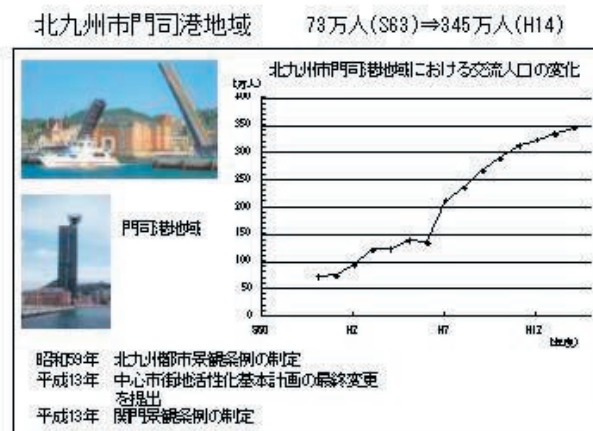 北九州市門司港地域 73万人(S63)⇒345万人(H14)
北九州市門司港地域における交流人口の変化
(万人)
400
350
300
250
200
150
100
50
0
S60 H2 H7 H12
(年度)
門司港地域
昭和59年 北九州都市景観条例の制定
平成13年 中心市街地活性化基本計画の最終変更
を提出
平成13年 関門景観条例の制定